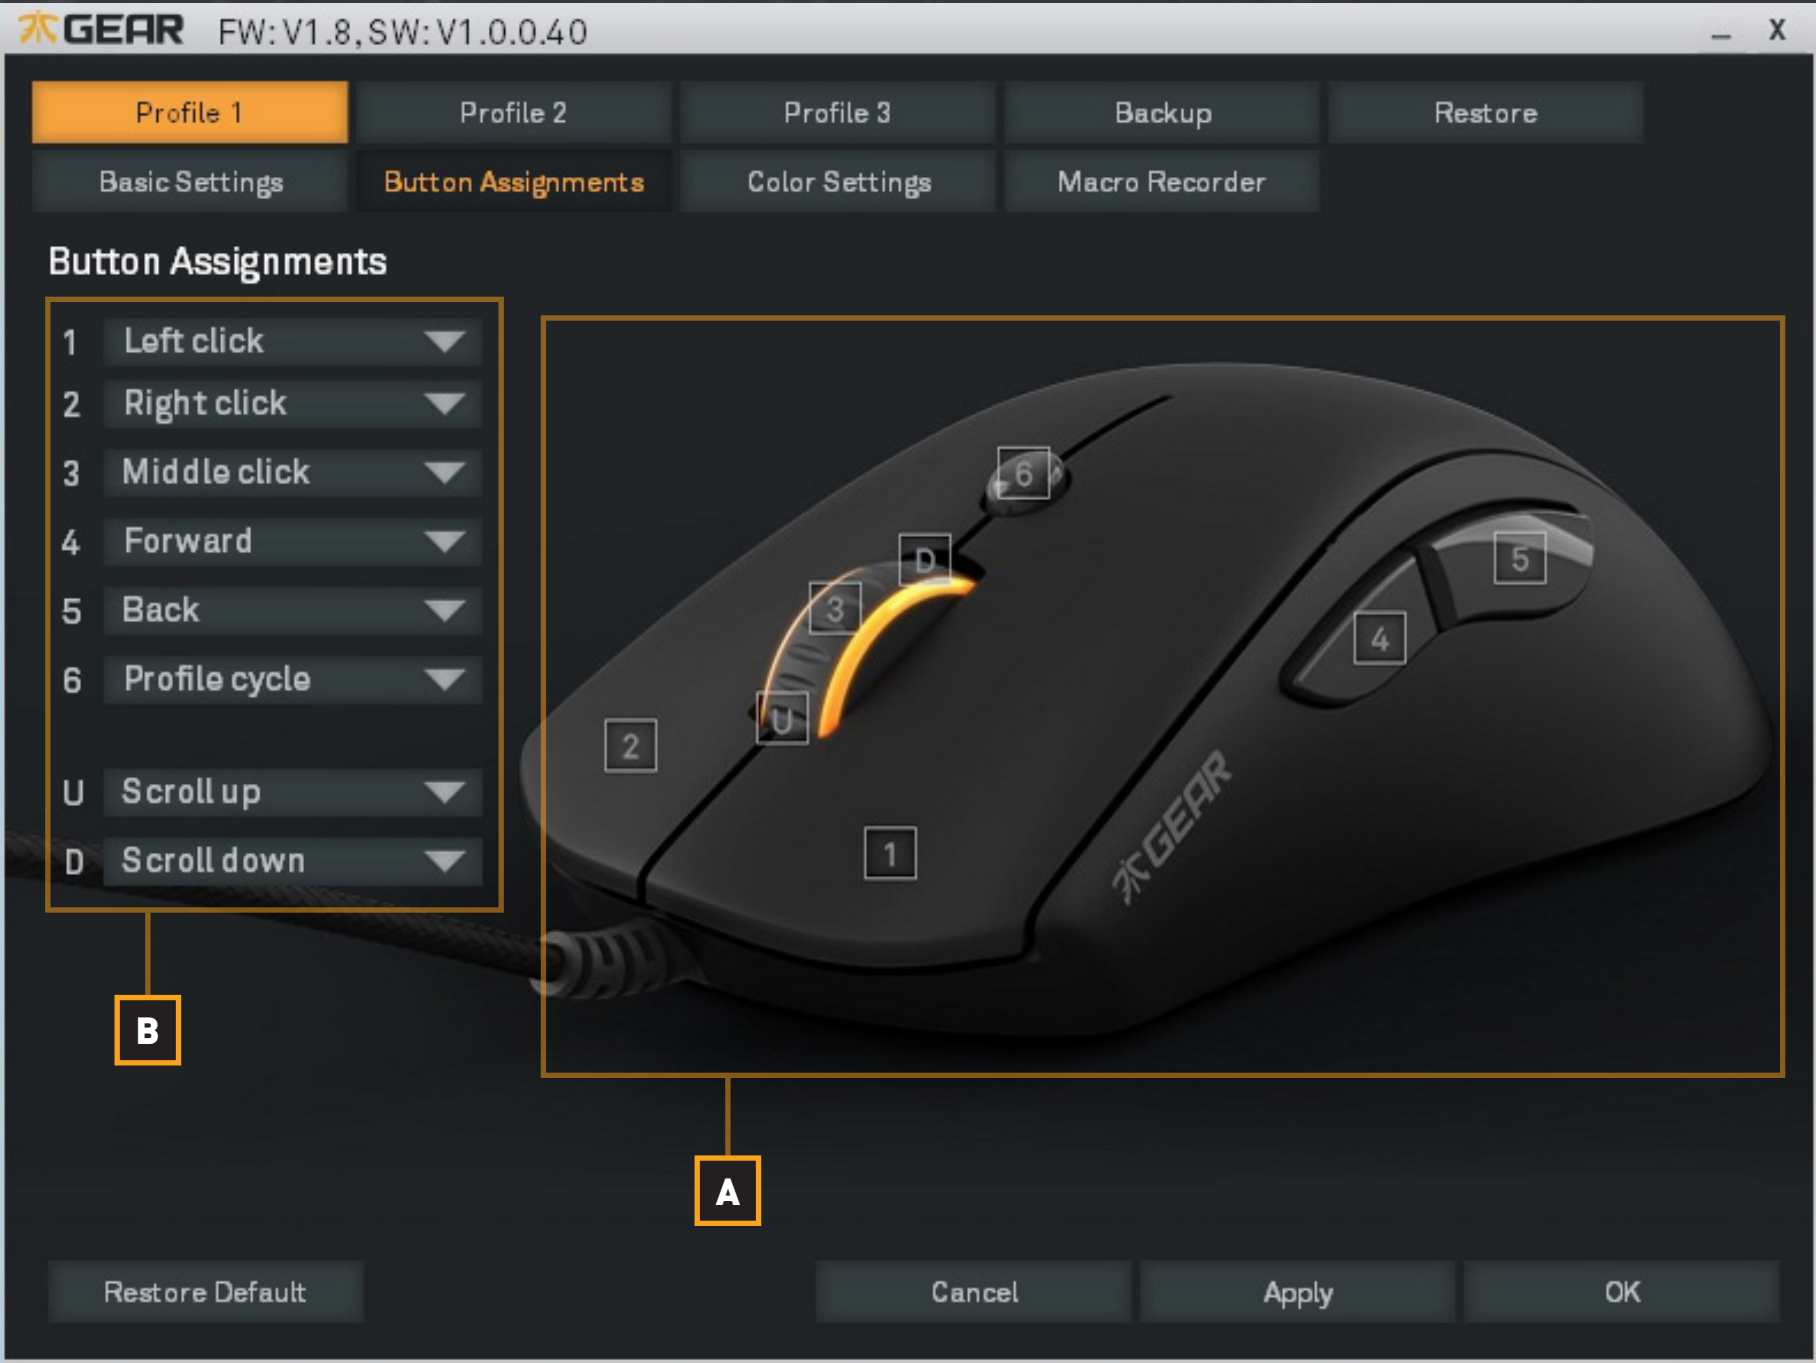 GEAR FW: V1.8, SW: V1.0.0.40 _ X
Profile 1 Profile 2 Profile 3 Backup Restore
Basic Settings Button Assignments Color Settings Macro Recorder
Button Assignments
1 Left click
2 Right click
3 Middle click
4 Forward
5 Back
6 Profile cycle
U Scroll up
D Scroll down
6
D
5
3
4
U
2
1
GEAR
B
A
Restore Default Cancel Apply OK